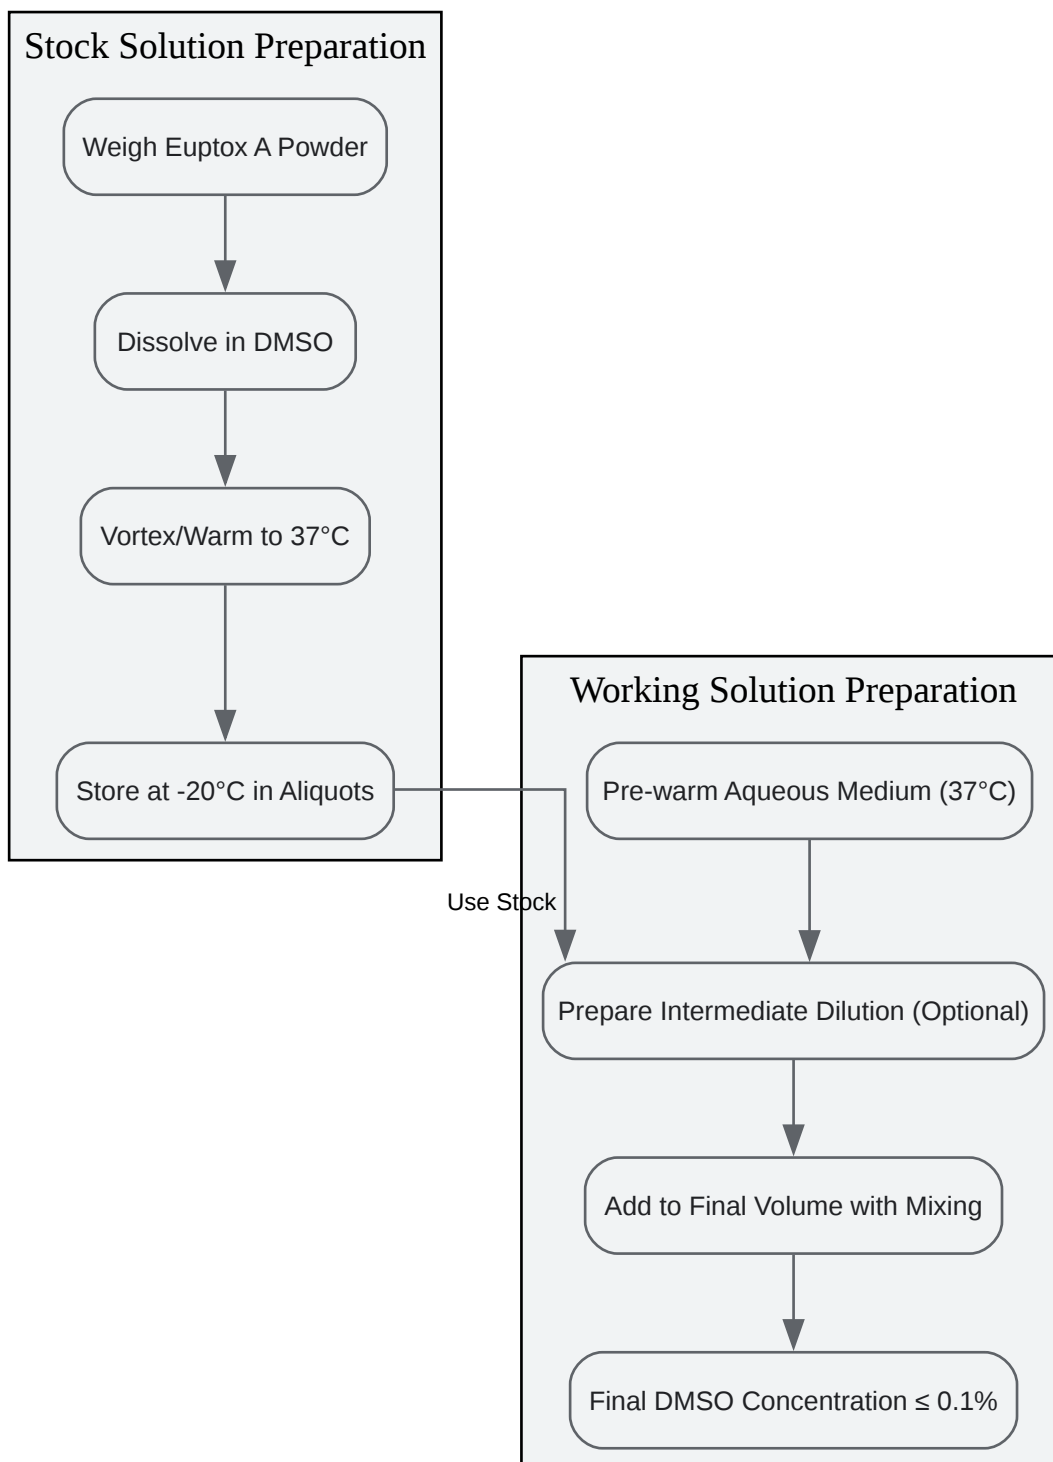 Stock Solution Preparation
Weigh Euptox A Powder
Dissolve in DMSO
Vortex/Warm to 37°C
Store at -20°C in Aliquots
Use Stock
Working Solution Preparation
Pre-warm Aqueous Medium (37°C)
Prepare Intermediate Dilution (Optional)
Add to Final Volume with Mixing
Final DMSO Concentration ≤ 0.1%